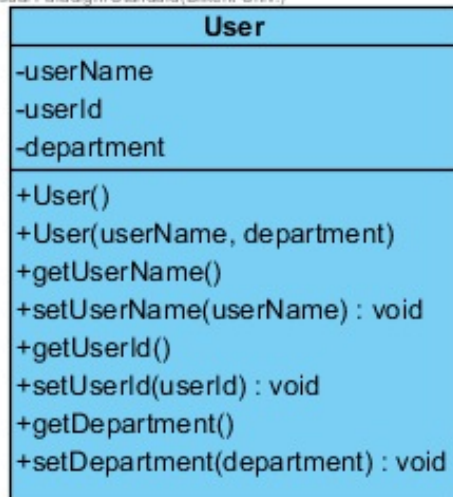 User
-userName
-userId
-department
+User()
+User(userName, department)
+getUserName()
+setUserName(userName) : void
+getUserId()
+setUserId(userId) : void
+getDepartment()
+setDepartment(department) : void